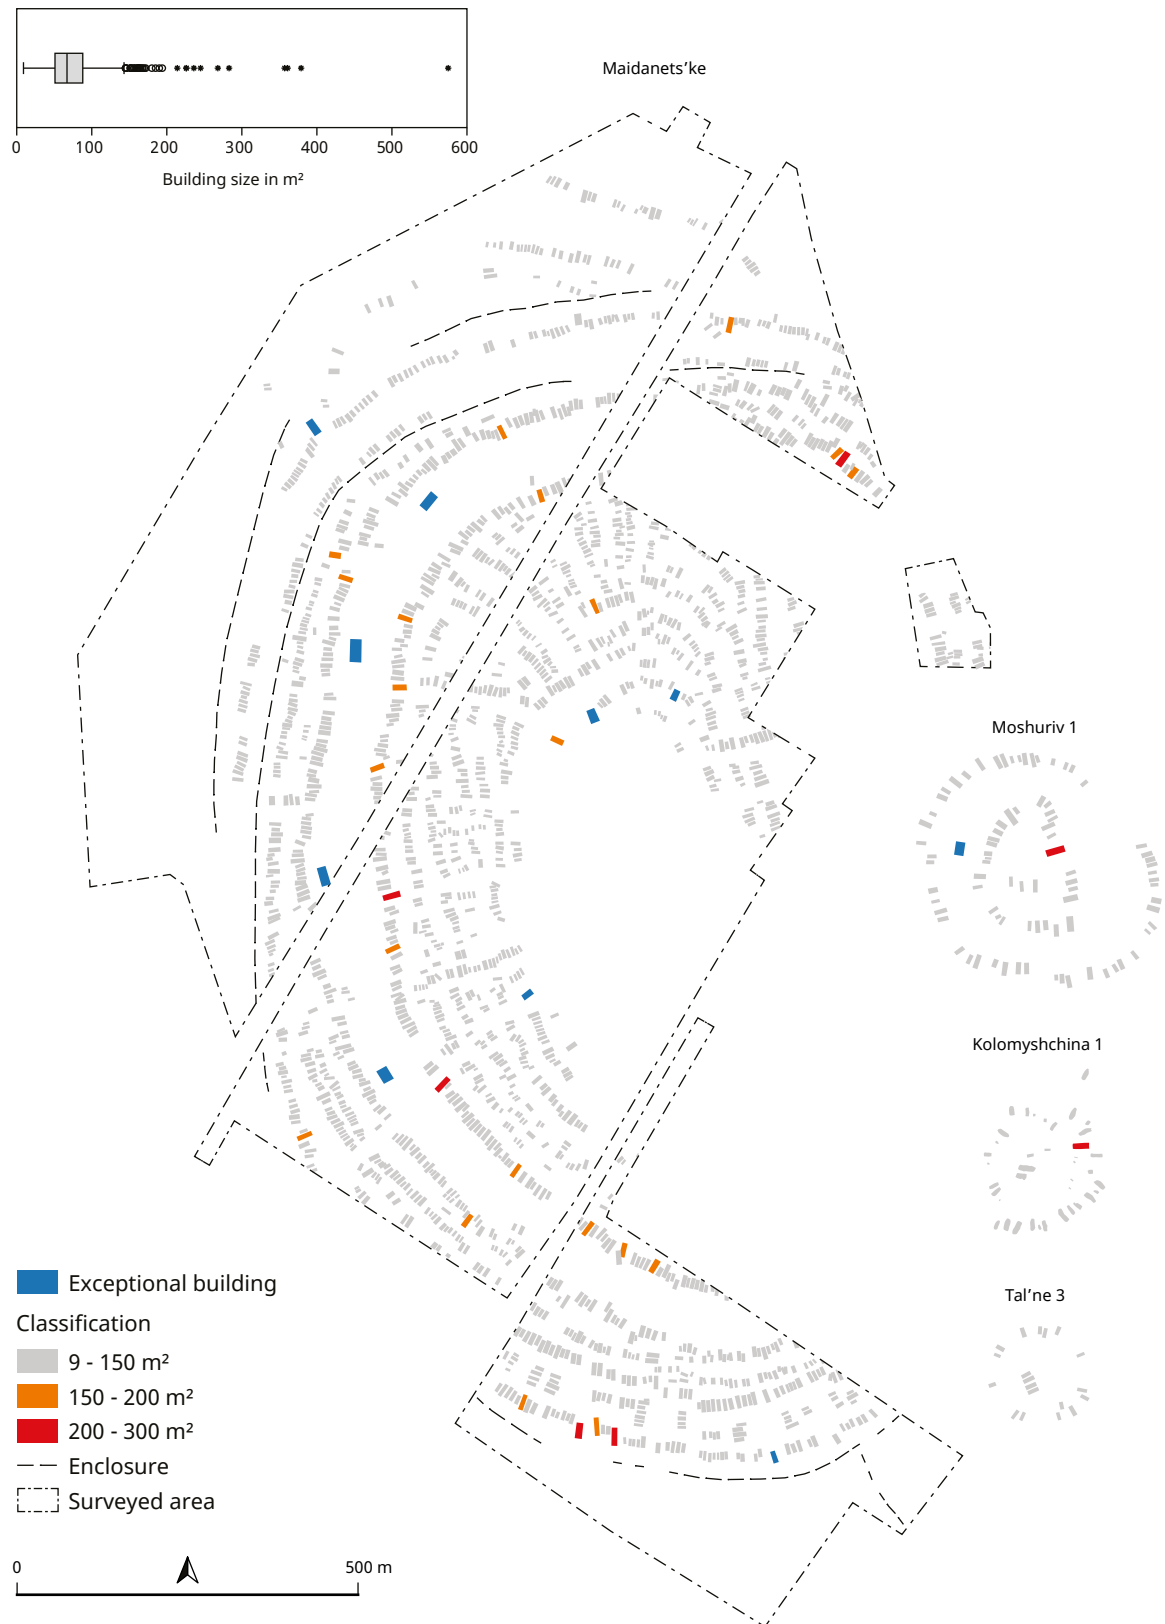 0 100 200 300 400 500 600
Building size in m²
Maidanets’ke
Moshuriv 1
Kolomyshchina 1
Tal’ne 3
Exceptional building
Classification
9 - 150 m²
150 - 200 m²
200 - 300 m²
Enclosure
Surveyed area
0 500 m